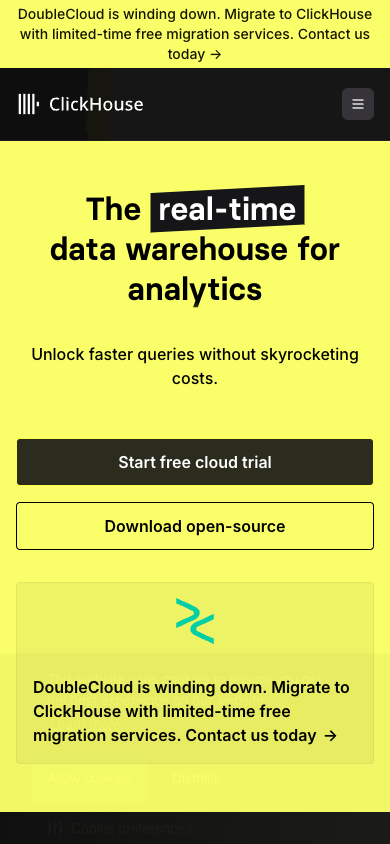 DoubleCloud is winding down. Migrate to ClickHouse
with limited-time free migration services. Contact us
today →
ClickHouse
The real-time
data warehouse for
analytics
Unlock faster queries without skyrocketing
costs.
Start free cloud trial
Download open-source
DoubleCloud is winding down. Migrate to
ClickHouse with limited-time free
migration services. Contact us today →
Allow cookies Dismiss
Cookie preferences